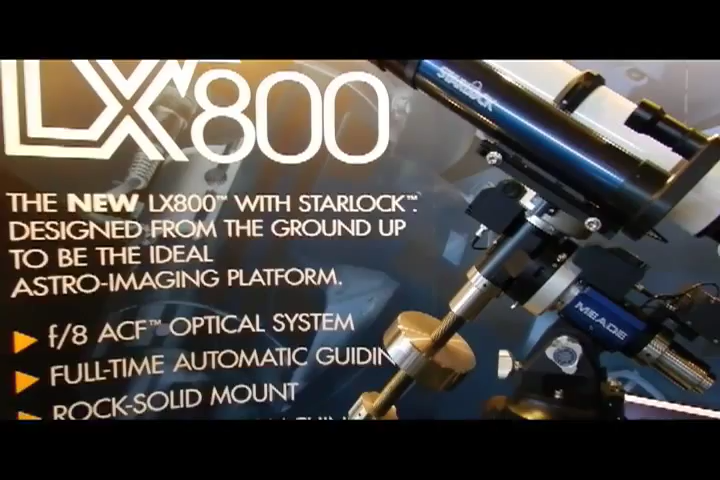 LX800
STARLOCK
THE NEW LX800™ WITH STARLOCK™.
DESIGNED FROM THE GROUND UP
TO BE THE IDEAL
ASTRO-IMAGING PLATFORM.
f/8 ACF™ OPTICAL SYSTEM
MEADE
FULL-TIME AUTOMATIC GUIDIN
ROCK-SOLID MOUNT